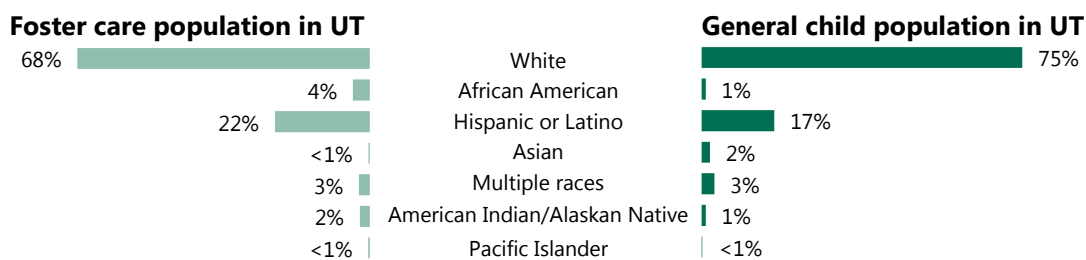 Foster care population in UT General child population in UT
68% White 75%
4% African American 1%
22% Hispanic or Latino 17%
<1% Asian 2%
3% Multiple races 3%
2% American Indian/Alaskan Native 1%
<1% Pacific Islander <1%